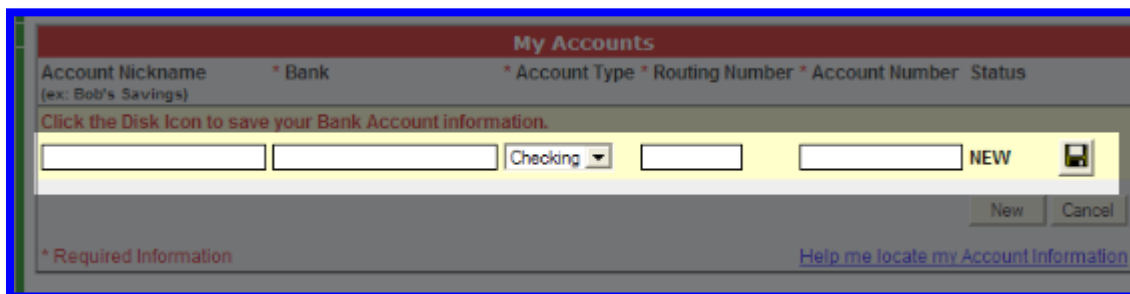 My Accounts
Account Nickname * Bank * Account Type * Routing Number * Account Number Status
(ex: Bob's Savings)
Click the Disk Icon to save your Bank Account information.
Checking NEW
New Cancel
* Required Information Help me locate my Account Information